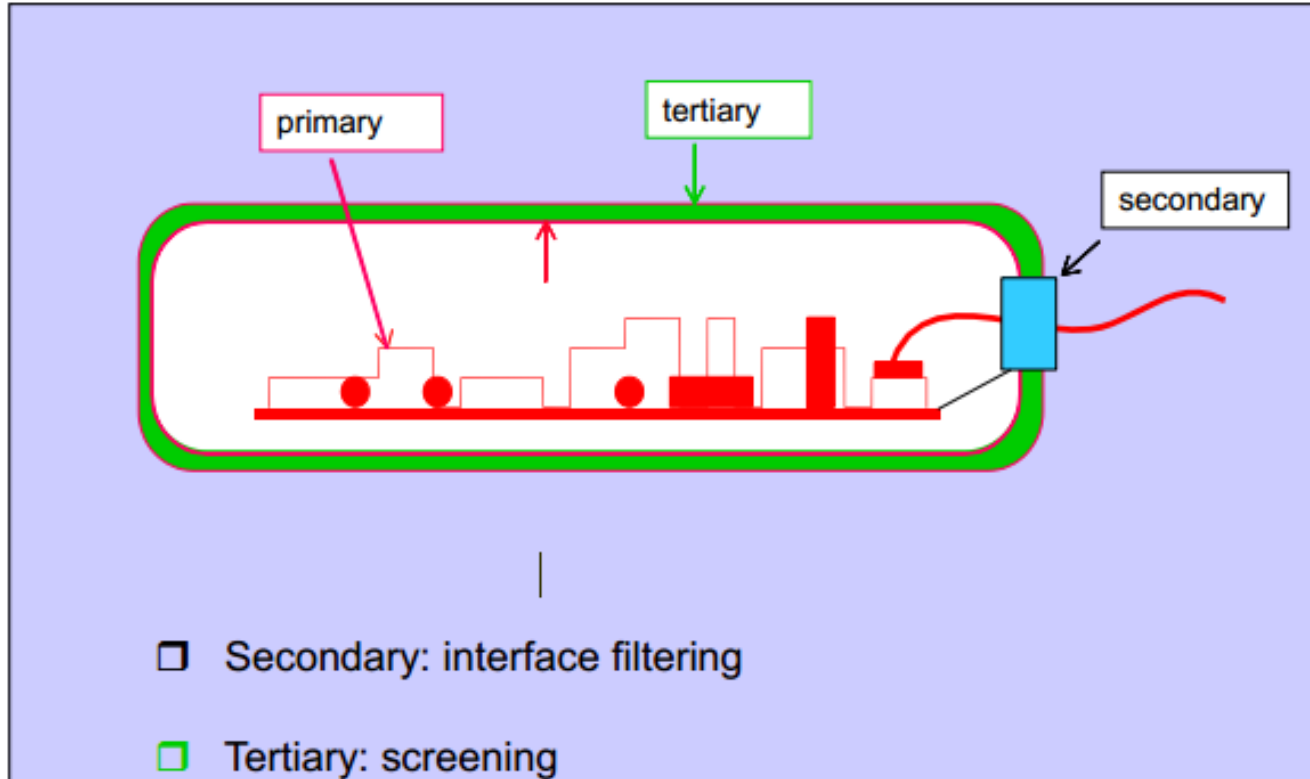 primary
tertiary
secondary
Secondary: interface filtering
Tertiary: screening